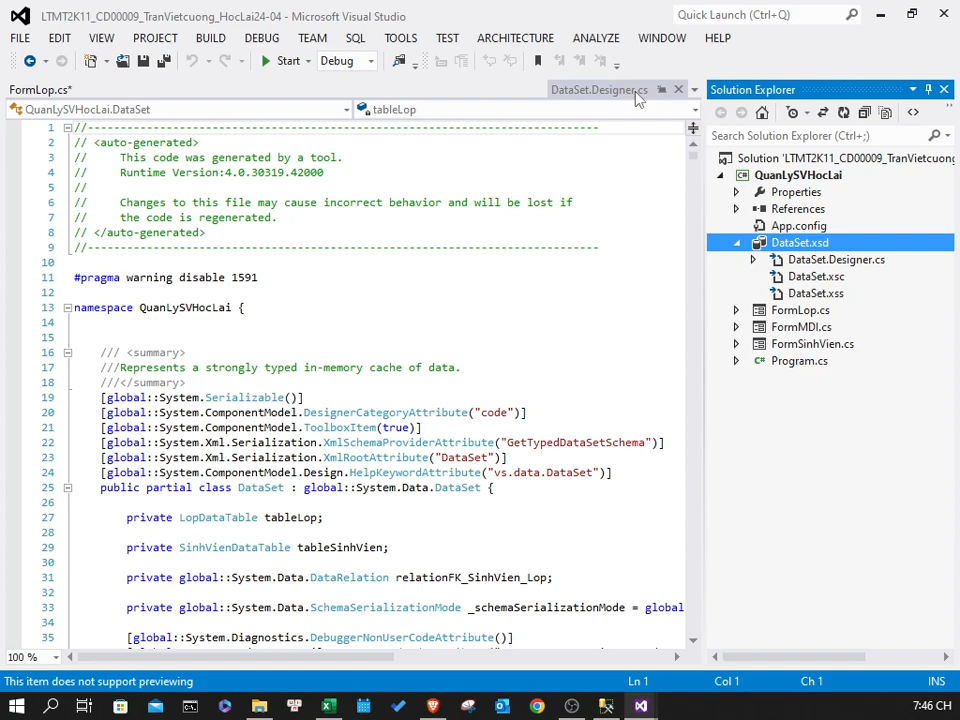 LTMT2K11_CD00009_TranVietcuong_HocLai24-04 - Microsoft Visual Studio
Quick Launch (Ctrl+;)
FILE EDIT VIEW PROJECT BUILD DEBUG TEAM SQL TOOLS TEST ARCHITECTURE ANALYZE WINDOW HELP
Start Debug
FormLop.cs*
DataSet.Designer.cs
QuanLySVHocLai.DataSet
tableLop
1 //------------------------------------------------------------------------------
2 // <auto-generated>
3 //     This code was generated by a tool.
4 //     Runtime Version:4.0.30319.42000
5 //
6 //     Changes to this file may cause incorrect behavior and will be lost if
7 //     the code is regenerated.
8 // </auto-generated>
9 //------------------------------------------------------------------------------
10
11 #pragma warning disable 1591
12
13 namespace QuanLySVHocLai {
14
15
16     /// <summary>
17     ///Represents a strongly typed in-memory cache of data.
18     ///</summary>
19     [global::System.Serializable()]
20     [global::System.ComponentModel.DesignerCategoryAttribute("code")]
21     [global::System.ComponentModel.ToolboxItem(true)]
22     [global::System.Xml.Serialization.XmlSchemaProviderAttribute("GetTypedDataSetSchema")]
23     [global::System.Xml.Serialization.XmlRootAttribute("DataSet")]
24     [global::System.ComponentModel.Design.HelpKeywordAttribute("vs.data.DataSet")]
25     public partial class DataSet : global::System.Data.DataSet {
26
27         private LopDataTable tableLop;
28
29         private SinhVienDataTable tableSinhVien;
30
31         private global::System.Data.DataRelation relationFK_SinhVien_Lop;
32
33         private global::System.Data.SchemaSerializationMode _schemaSerializationMode = global
34
35         [global::System.Diagnostics.DebuggerNonUserCodeAttribute()]
100 %
Solution Explorer
Search Solution Explorer (Ctrl+;)
Solution 'LTMT2K11_CD00009_TranVietcuong
QuanLySVHocLai
Properties
References
App.config
DataSet.xsd
DataSet.Designer.cs
DataSet.xsc
DataSet.xss
FormLop.cs
FormMDI.cs
FormSinhVien.cs
Program.cs
This item does not support previewing
Ln 1
Col 1
Ch 1
INS
7:46 CH